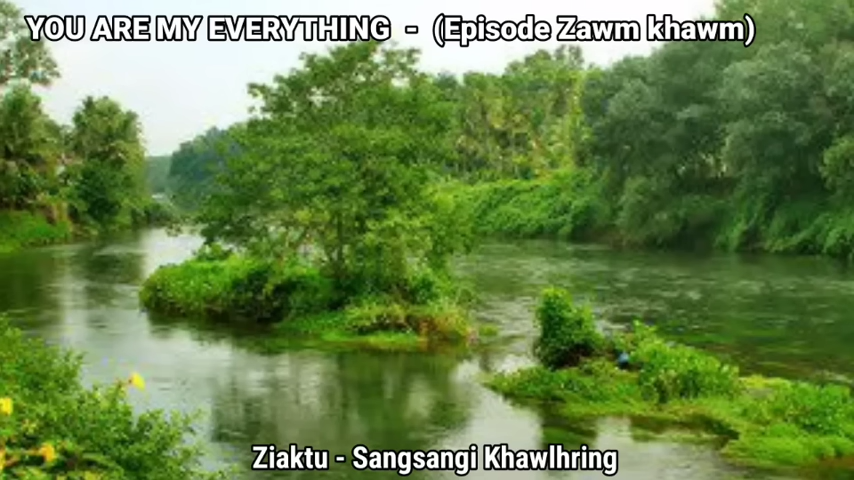 YOU ARE MY EVERYTHING - (Episode Zawm khawm)
Ziaktu - Sangsangi Khawlhring